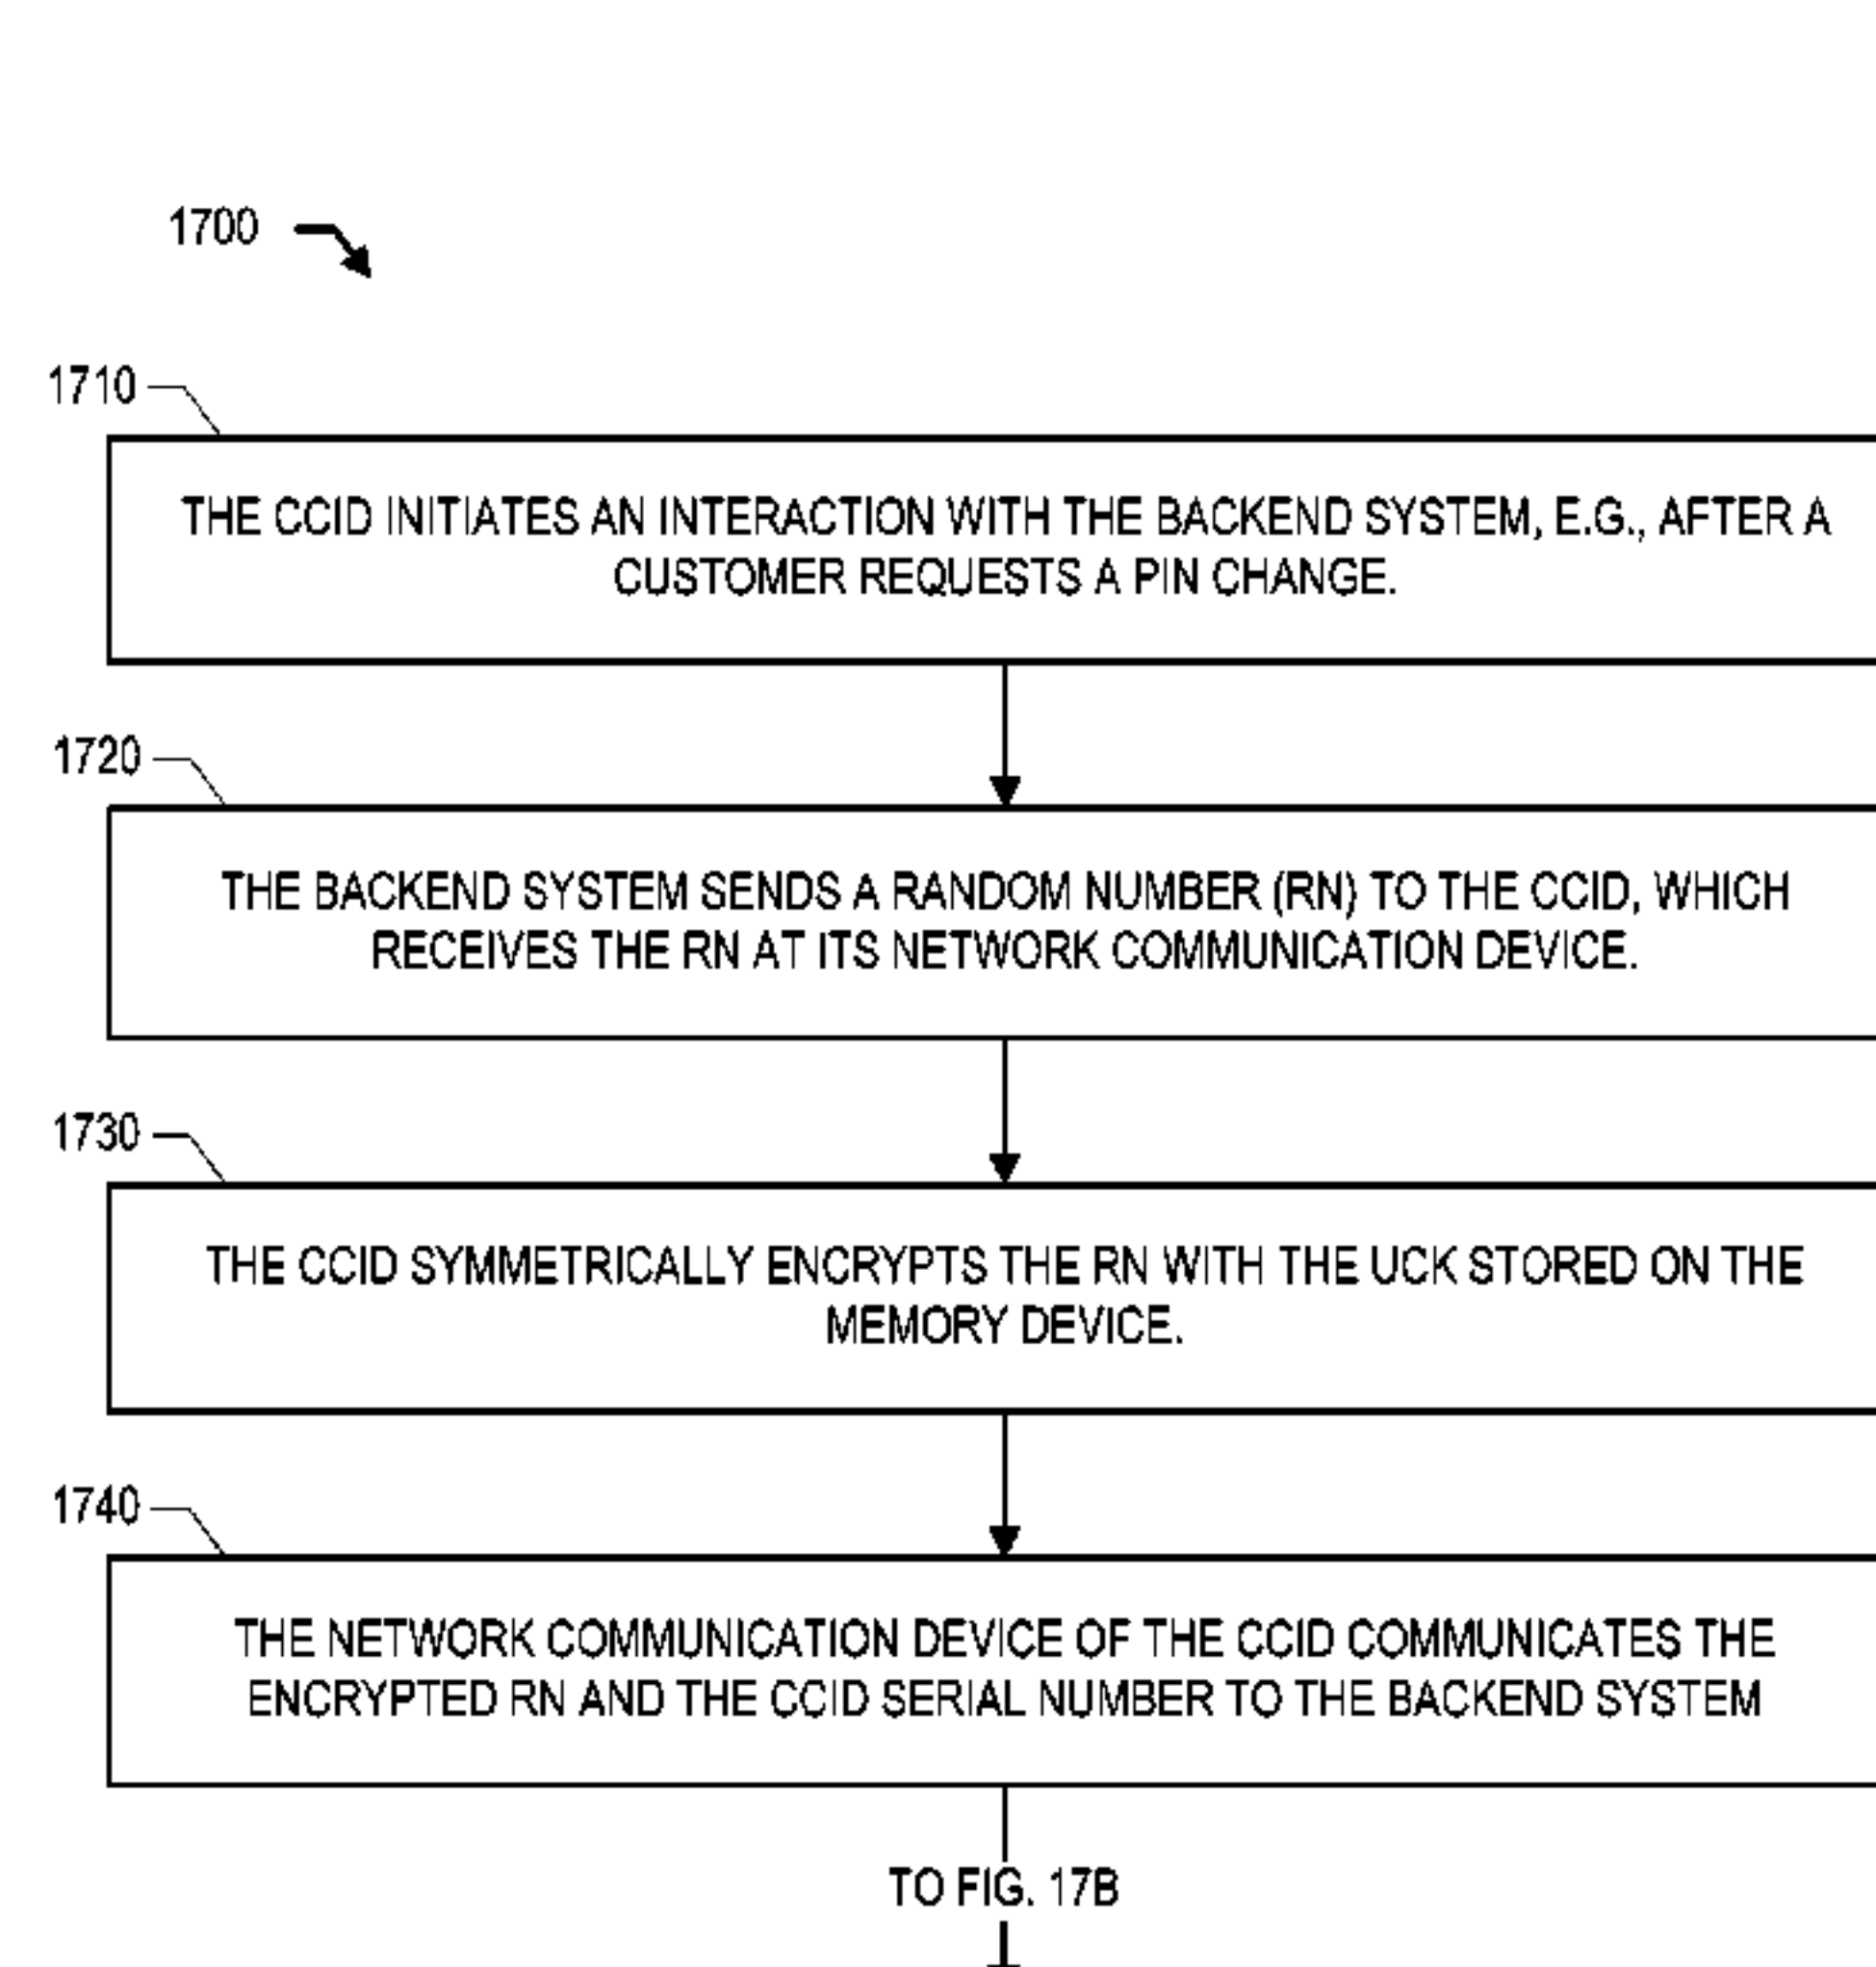 1700
1710
THE CCID INITIATES AN INTERACTION WITH THE BACKEND SYSTEM, E.G., AFTER A
CUSTOMER REQUESTS A PIN CHANGE.
1720
THE BACKEND SYSTEM SENDS A RANDOM NUMBER (RN) TO THE CCID, WHICH
RECEIVES THE RN AT ITS NETWORK COMMUNICATION DEVICE.
1730
THE CCID SYMMETRICALLY ENCRYPTS THE RN WITH THE UCK STORED ON THE
MEMORY DEVICE.
1740
THE NETWORK COMMUNICATION DEVICE OF THE CCID COMMUNICATES THE
ENCRYPTED RN AND THE CCID SERIAL NUMBER TO THE BACKEND SYSTEM
TO FIG. 17B